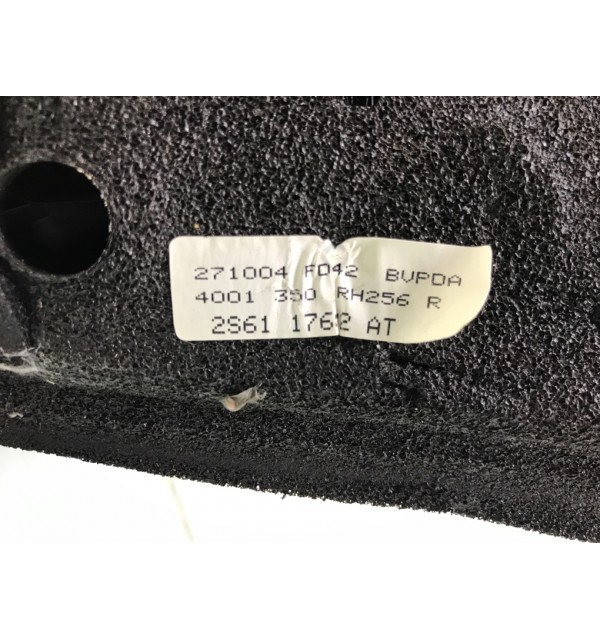 271004 FD42 BVPDA
4001 350 RH256 R
2S61 1762 AT